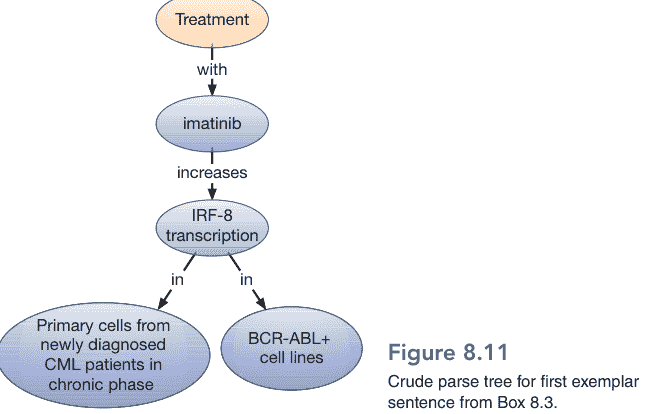 Treatment
with
imatinib
increases
IRF-8
transcription
in
in
Primary cells from
newly diagnosed
CML patients in
chronic phase
BCR-ABL+
cell lines
Figure 8.11
Crude parse tree for first exemplar
sentence from Box 8.3.